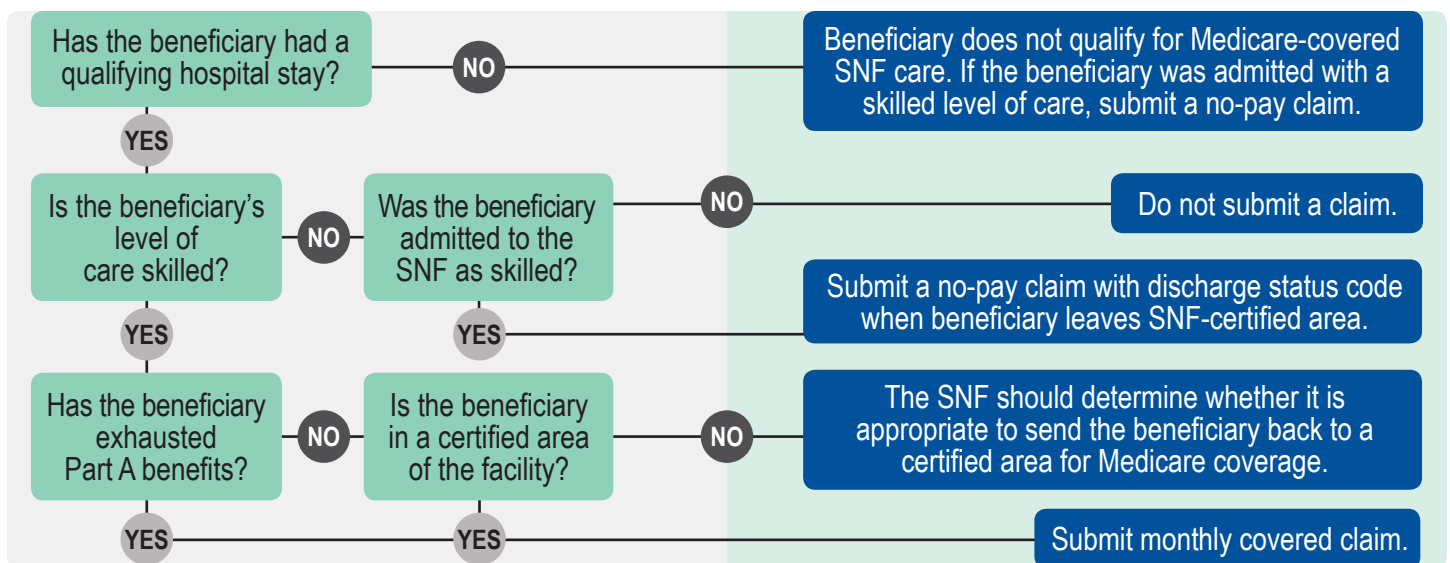 Has the beneficiary had a
qualifying hospital stay?
NO
Beneficiary does not qualify for Medicare-covered
SNF care. If the beneficiary was admitted with a
skilled level of care, submit a no-pay claim.
YES
Is the beneficiary's
level of
care skilled?
NO
Was the beneficiary
admitted to the
SNF as skilled?
NO
Do not submit a claim.
YES
YES
Submit a no-pay claim with discharge status code
when beneficiary leaves SNF-certified area.
Has the beneficiary
exhausted
Part A benefits?
NO
Is the beneficiary
in a certified area
of the facility?
NO
The SNF should determine whether it is
appropriate to send the beneficiary back to a
certified area for Medicare coverage.
YES
YES
Submit monthly covered claim.